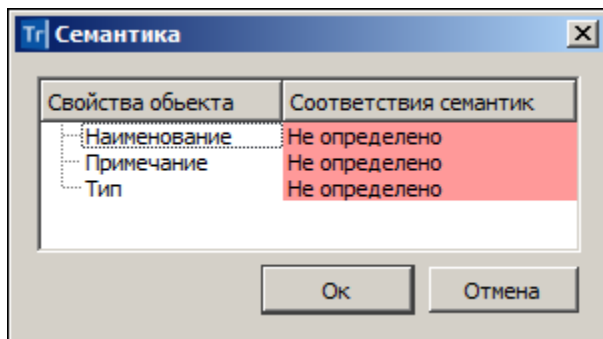 Tr Семантика
Свойства обьекта Соответствия семантик
Наименование Не определено
Примечание Не определено
Тип Не определено
Ок Отмена